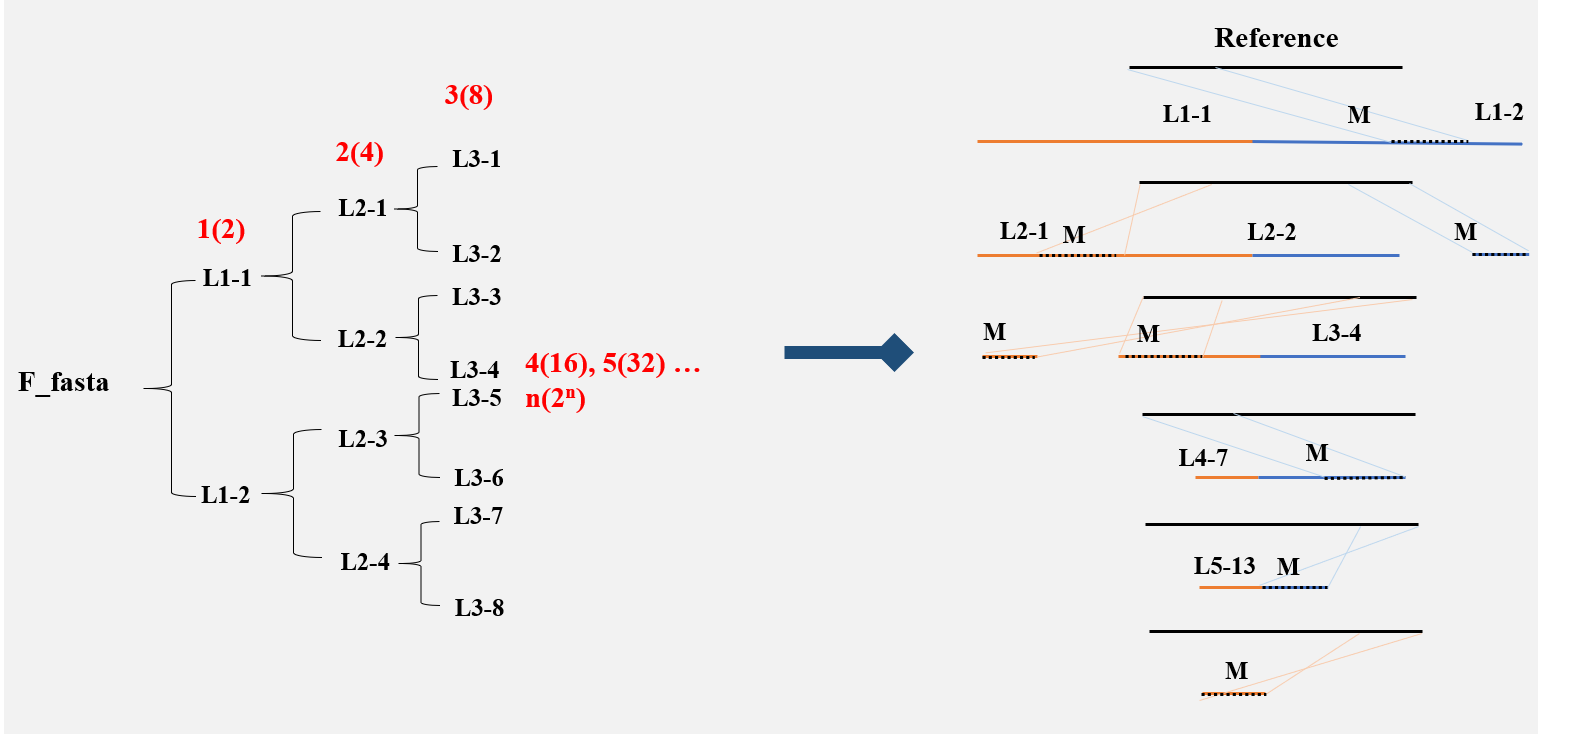 Reference
3(8)
L1-1 M L1-2
2(4)
L3-1
L2-1
1(2)
L3-2
L2-1 M L2-2 M
L1-1
L3-3
L2-2
M M L3-4
L3-4
4(16), 5(32) …
F_fasta
L3-5
n(2ⁿ)
L2-3
L4-7 M
L3-6
L1-2
L3-7
L2-4
L5-13 M
L3-8
M